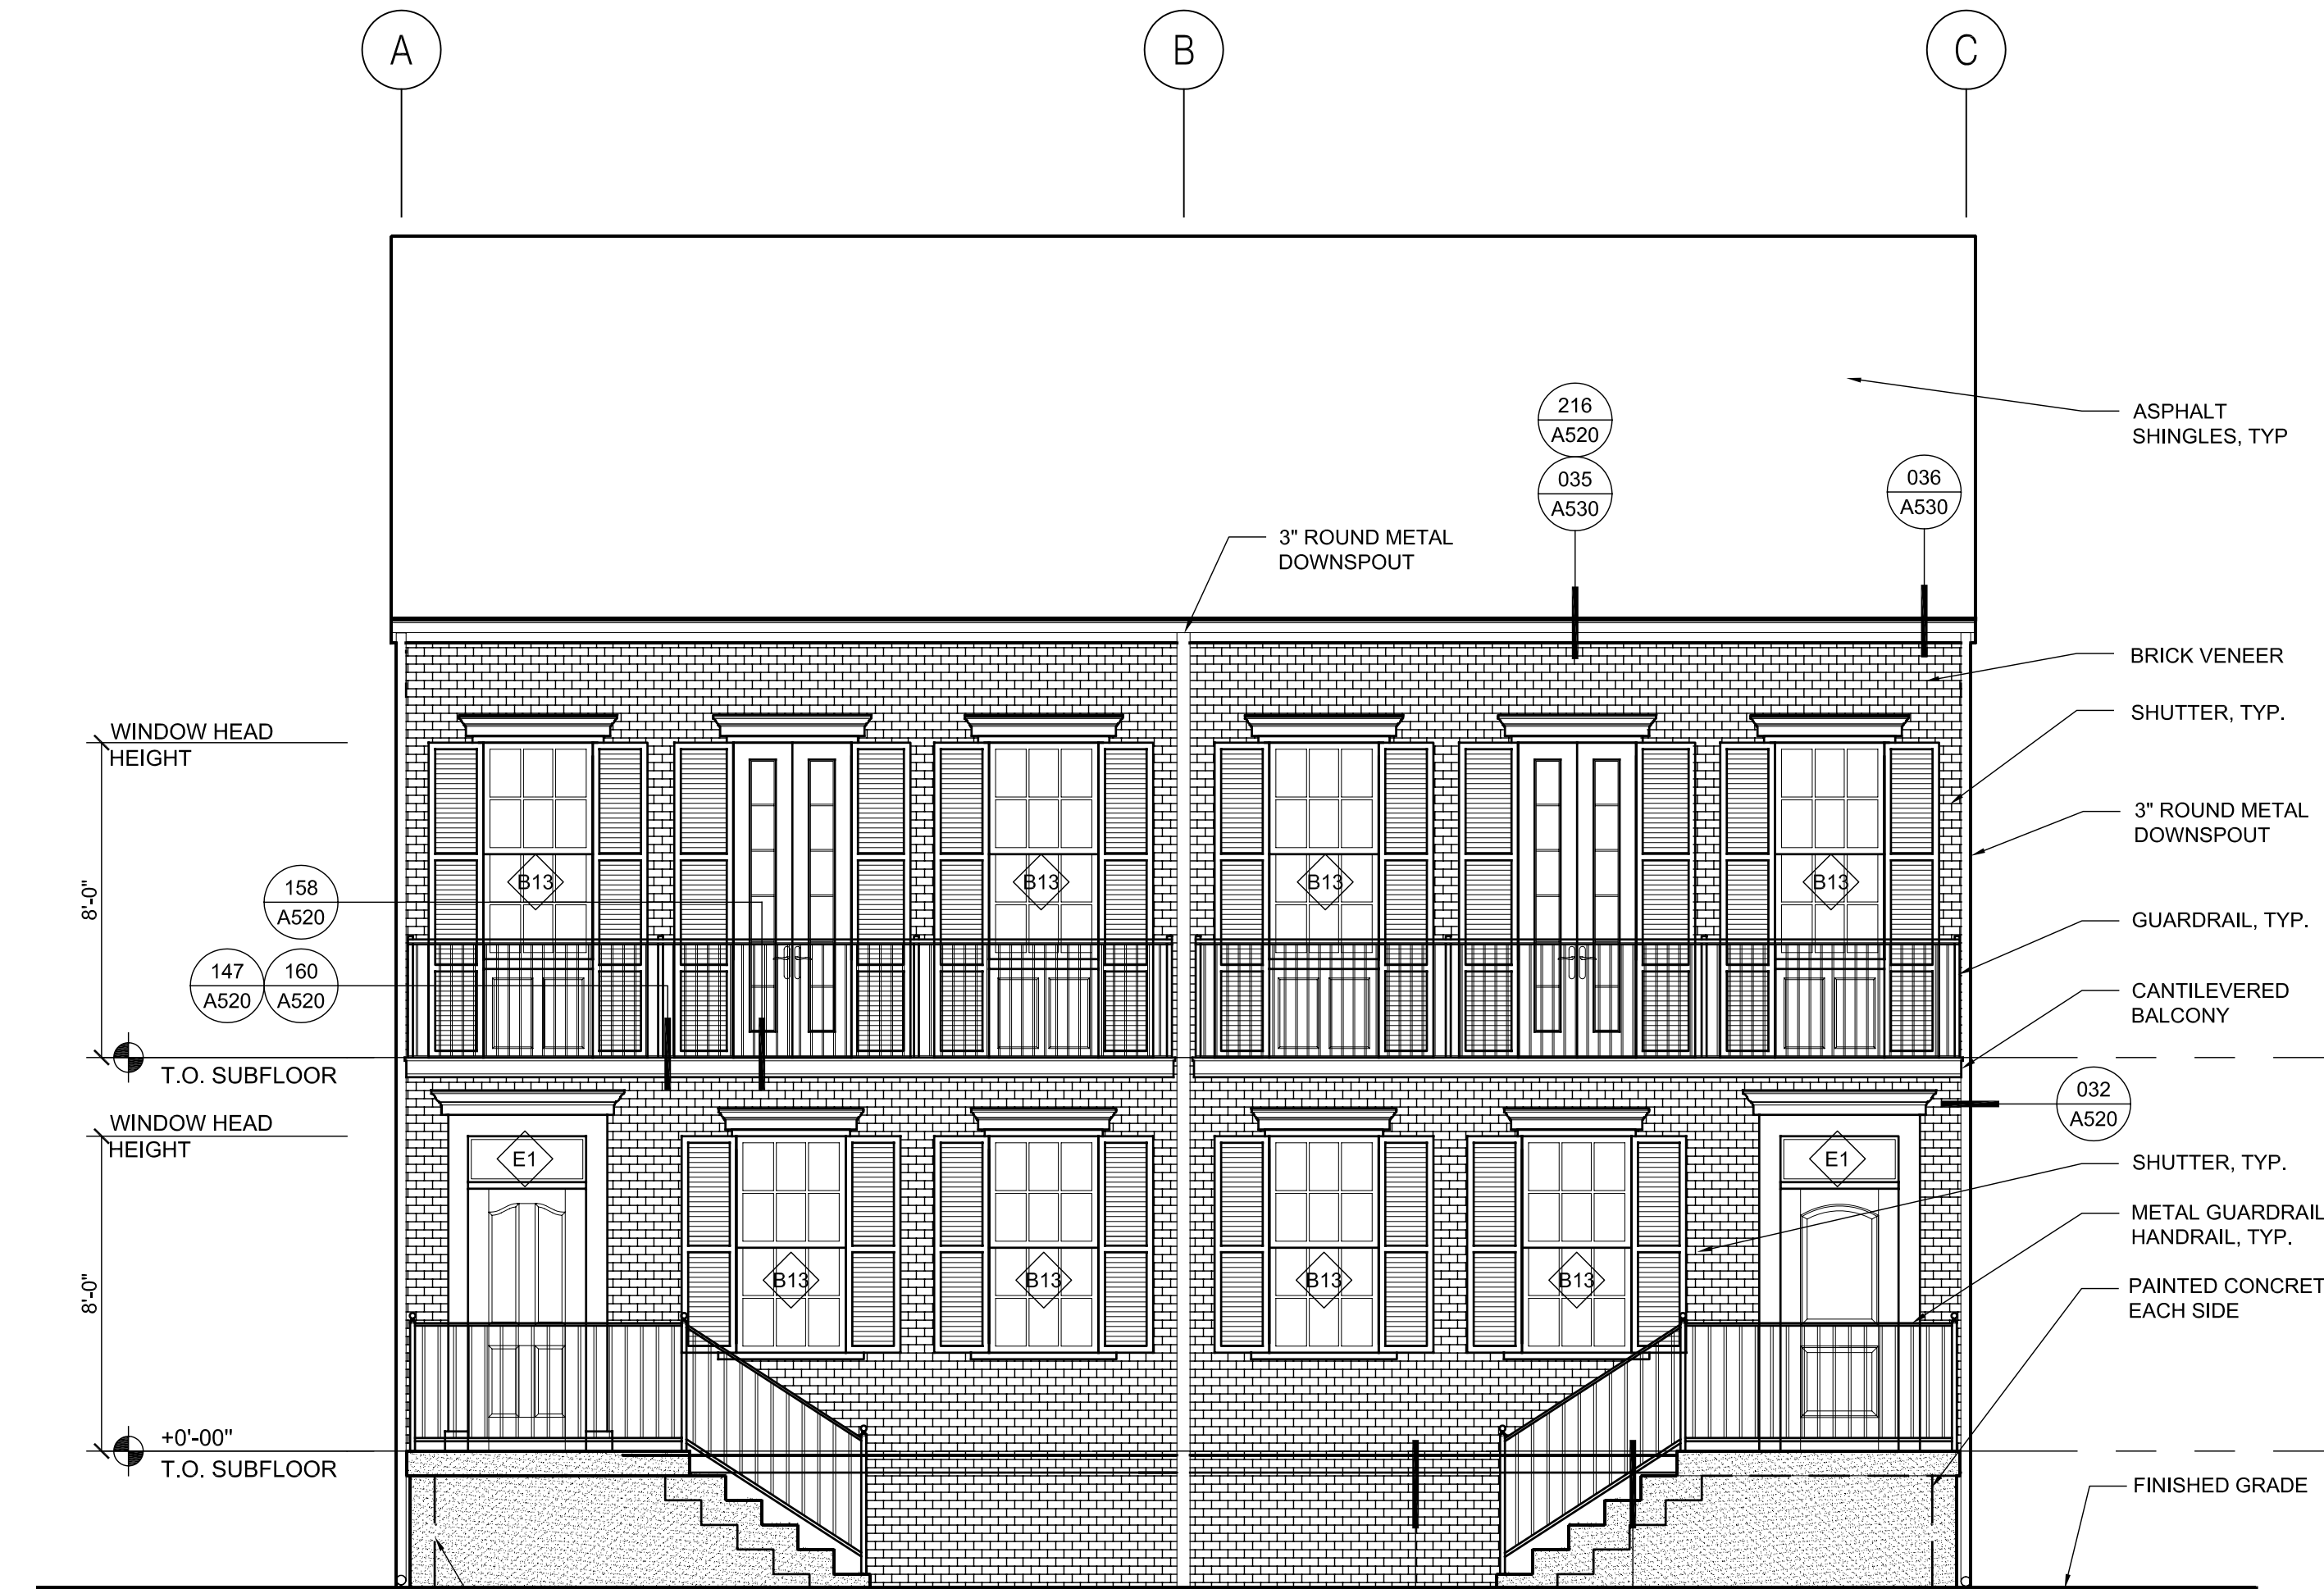 A
B
C
216
A520
035
A530
036
A530
ASPHALT
SHINGLES, TYP
3" ROUND METAL
DOWNSPOUT
BRICK VENEER
SHUTTER, TYP.
WINDOW HEAD
HEIGHT
3" ROUND METAL
DOWNSPOUT
8'-0"
B13
B13
B13
B13
158
A520
GUARDRAIL, TYP.
147
A520
160
A520
CANTILEVERED
BALCONY
T.O. SUBFLOOR
032
A520
WINDOW HEAD
HEIGHT
E1
E1
SHUTTER, TYP.
METAL GUARDRAIL
HANDRAIL, TYP.
8'-0"
B13
B13
B13
B13
PAINTED CONCRET
EACH SIDE
+0'-00"
T.O. SUBFLOOR
FINISHED GRADE